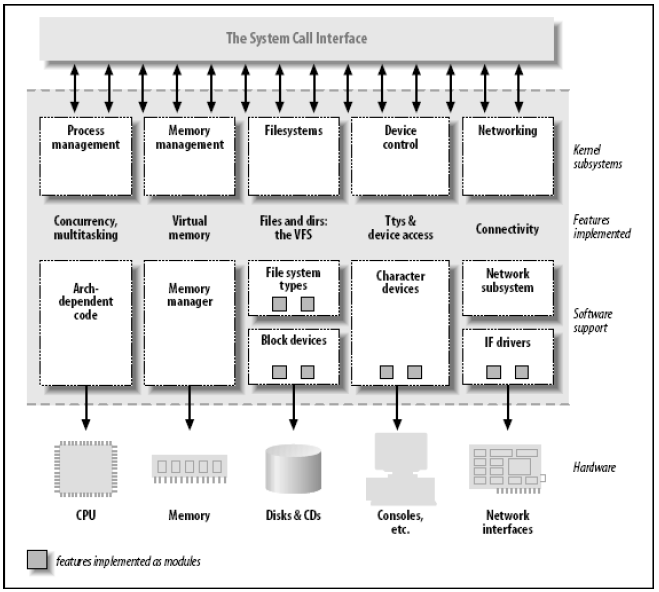 The System Call Interface
Process
management
Memory
management
Filesystems
Device
control
Networking
Kernel
subsystems
Concurrency,
multitasking
Virtual
memory
Files and dirs:
the VFS
Ttys &
device access
Connectivity
Features
implemented
Arch-
dependent
code
Memory
manager
File system
types
Block devices
Character
devices
Network
subsystem
IF drivers
Software
support
Hardware
CPU
Memory
Disks & CDs
Consoles,
etc.
Network
interfaces
features implemented as modules